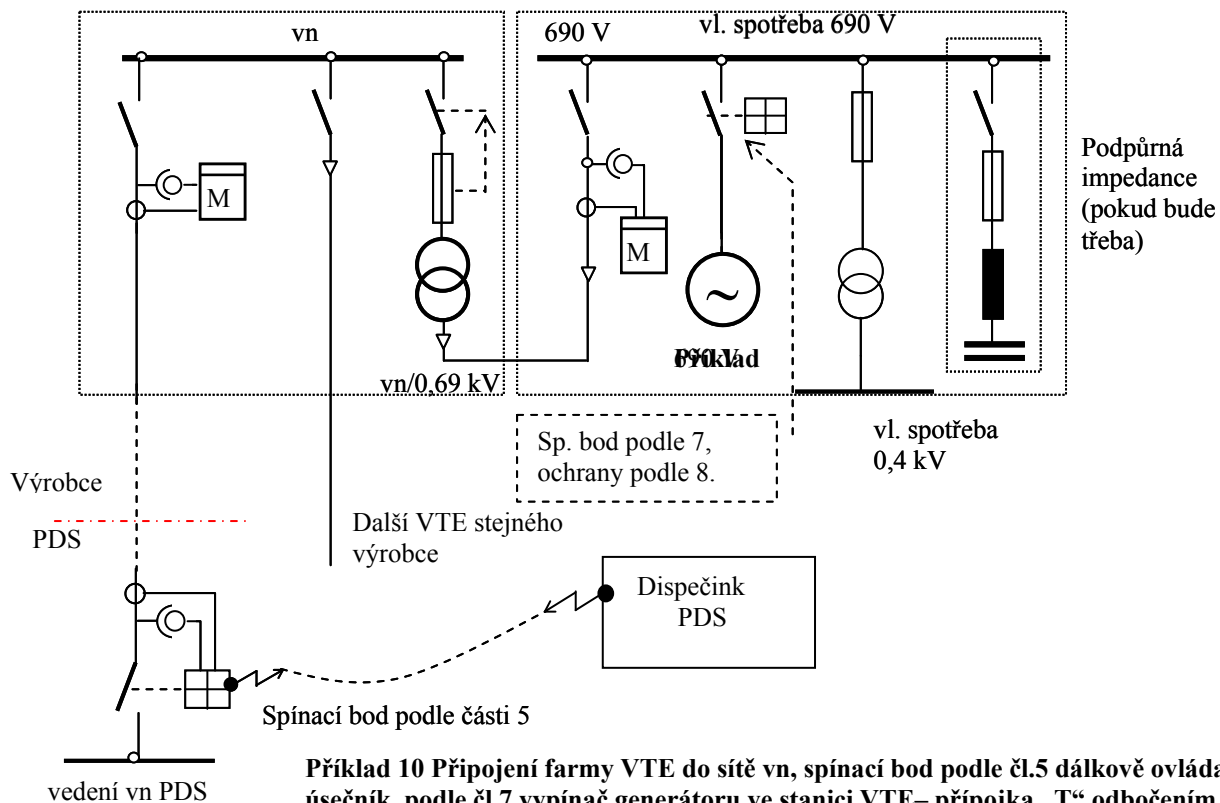 vn
690 V
vl. spotřeba 690 V
M
M
Podpůrná
impedance
(pokud bude
třeba)
~
Příklad
690 V
vn/0,69 kV
Sp. bod podle 7,
ochrany podle 8.
vl. spotřeba
0,4 kV
Výrobce
PDS
Další VTE stejného
výrobce
Dispečink
PDS
Spínací bod podle části 5
vedení vn PDS
Příklad 10 Připojení farmy VTE do sítě vn, spínací bod podle čl.5 dálkově ovláda
úsečník, podle čl.7 vypínač generátoru ve stanici VTE– přípojka „T“ odbočením